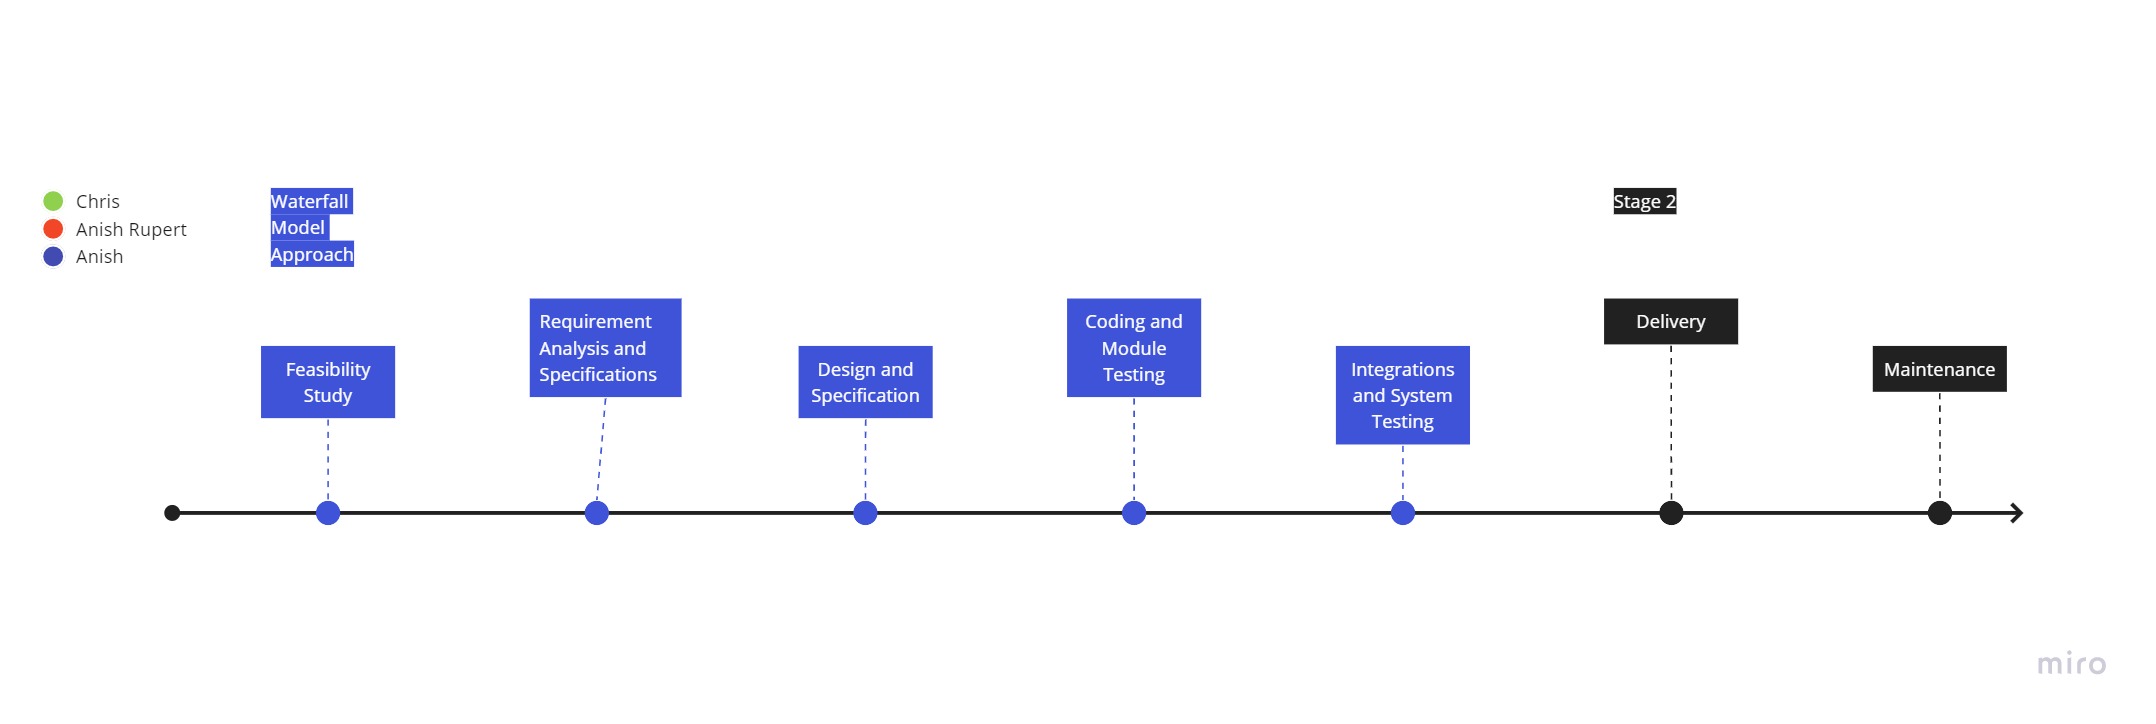 Chris
Anish Rupert
Anish
Waterfall
Model
Approach
Stage 2
Feasibility
Study
Requirement
Analysis and
Specifications
Design and
Specification
Coding and
Module
Testing
Integrations
and System
Testing
Delivery
Maintenance
miro